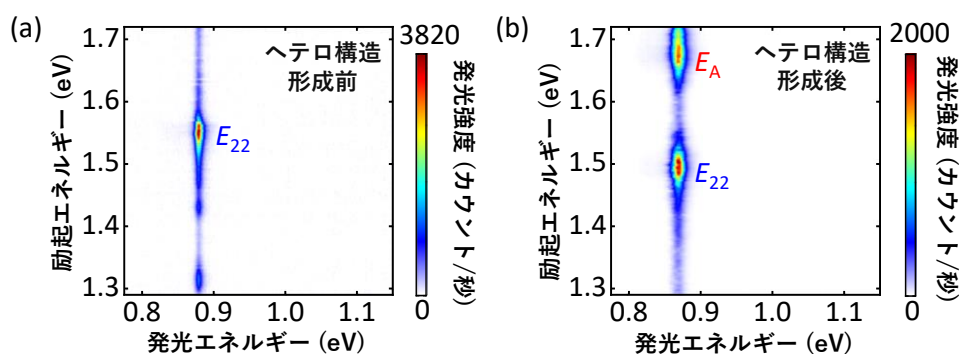 (a)
1.7
1.6
1.5
1.4
1.3
励起エネルギー (eV)
ヘテロ構造
形成前
E22
0.8
0.9
1.0
1.1
発光エネルギー (eV)
3820
0
発光強度 (カウント/秒)
(b)
1.7
1.6
1.5
1.4
1.3
励起エネルギー (eV)
EA
ヘテロ構造
形成後
E22
0.8
0.9
1.0
1.1
発光エネルギー (eV)
2000
0
発光強度 (カウント/秒)